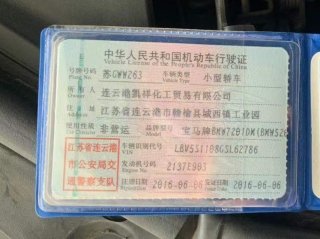 中华人民共和国机动车行驶证
Vehicle License of the People's Republic of China
号牌号码 苏GWW263 车辆类型 小型轿车
Plate No. Vehicle Type
所有人 连云港凯祥化工贸易有限公司
Owner
住址 江苏省连云港市赣榆县城西镇工业园
Address
使用性质 非营运 品牌型号 宝马牌BMW7201DM(BMW52
Use Character Model
江苏省连云港 车辆识别代号 LBV5S1108GSL62786
VIN
市公安局交 发动机号码 2137B963
Engine No.
通警察支队 注册日期 2016-06-06 发证日期 2016-06-06
Register Date Issue Date